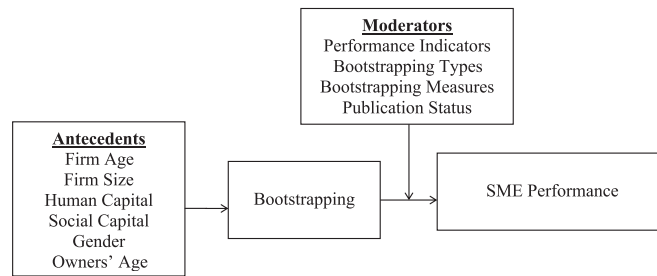 Moderators
Performance Indicators
Bootstrapping Types
Bootstrapping Measures
Publication Status
Antecedents
Firm Age
Firm Size
Human Capital
Social Capital
Gender
Owners' Age
Bootstrapping
SME Performance